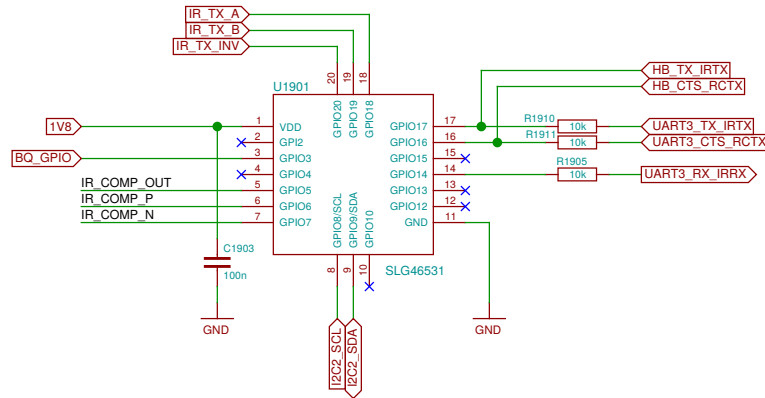 IR_TX_A
IR_TX_B
IR_TX_INV
20
19
18
U1901
GPIO20
GPIO19
GPIO18
HB_TX_IRTX
HB_CTS_RCTX
1V8
1
VDD
GPIO17
17
R1910
10k
UART3_TX_IRTX
2
GPI2
GPIO16
16
R1911
10k
UART3_CTS_RCTX
BQ_GPIO
3
GPIO3
GPIO15
15
4
GPIO4
GPIO14
14
R1905
10k
UART3_RX_IRRX
IR_COMP_OUT
5
GPIO5
GPIO13
13
IR_COMP_P
6
GPIO6
GPIO12
12
IR_COMP_N
7
GPIO7
GND
11
GPIO8/SCL
GPIO9/SDA
GPIO10
C1903
100n
8
9
10
SLG46531
GND
GND
I2C2_SCL
I2C2_SDA